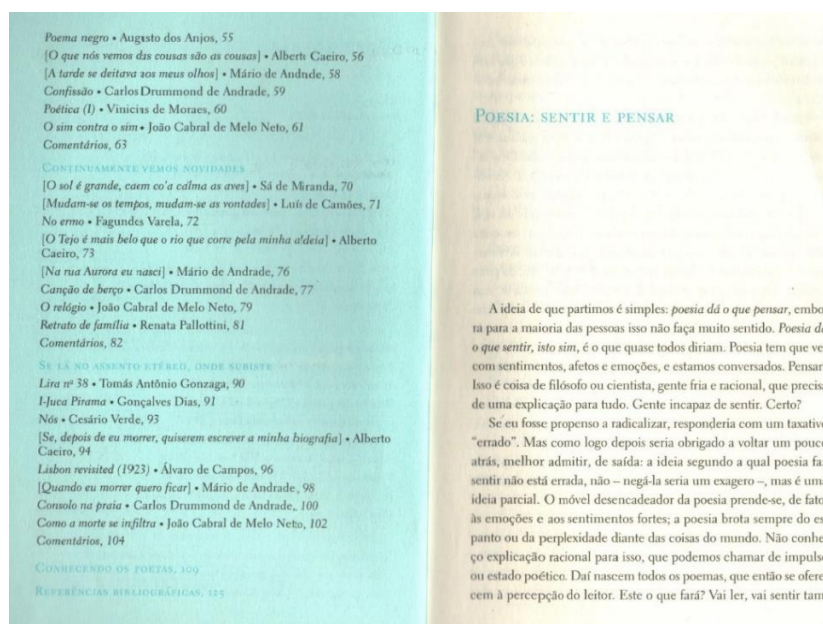 Poema negro • Augusto dos Anjos, 55
[O que nós vemos das cousas são as cousas] • Alberto Caeiro, 56
[A tarde se deitava aos meus olhos] • Mário de Andrade, 58
Confissão • Carlos Drummond de Andrade, 59
Poética (I) • Vinicius de Moraes, 60
O sim contra o sim • João Cabral de Melo Neto, 61
Comentários, 63
CONTINUAMENTE VEMOS NOVIDADES
[O sol é grande, caem co'a calma as aves] • Sá de Miranda, 70
[Mudam-se os tempos, mudam-se as vontades] • Luís de Camões, 71
No ermo • Fagundes Varela, 72
[O Tejo é mais belo que o rio que corre pela minha aldeia] • Alberto
Caeiro, 73
[Na rua Aurora eu nasci] • Mário de Andrade, 76
Canção de berço • Carlos Drummond de Andrade, 77
O relógio • João Cabral de Melo Neto, 79
Retrato de família • Renata Pallottini, 81
Comentários, 82
SE LÁ NO ASSENTO ETÉREO, ONDE SUBISTE
Lira nº 38 • Tomás Antônio Gonzaga, 90
I-Juca Pirama • Gonçalves Dias, 91
Nós • Cesário Verde, 93
[Se, depois de eu morrer, quiserem escrever a minha biografia] • Alberto
Caeiro, 94
Lisbon revisited (1923) • Álvaro de Campos, 96
[Quando eu morrer quero ficar] • Mário de Andrade, 98
Consolo na praia • Carlos Drummond de Andrade, 100
Como a morte se infiltra • João Cabral de Melo Neto, 102
Comentários, 104
CONHECENDO OS POETAS, 109
REFERÊNCIAS BIBLIOGRÁFICAS, 125
POESIA: SENTIR E PENSAR
A ideia de que partimos é simples: poesia dá o que pensar, embo
ra para a maioria das pessoas isso não faça muito sentido. Poesia d
o que sentir, isto sim, é o que quase todos diriam. Poesia tem que ve
com sentimentos, afetos e emoções, e estamos conversados. Pensar
Isso é coisa de filósofo ou cientista, gente fria e racional, que precis
de uma explicação para tudo. Gente incapaz de sentir. Certo?
Se eu fosse propenso a radicalizar, responderia com um taxativo
"errado". Mas como logo depois seria obrigado a voltar um pouco
atrás, melhor admitir, de saída: a ideia segundo a qual poesia fa
sentir não está errada, não – negá-la seria um exagero –, mas é um
ideia parcial. O móvel desencadeador da poesia prende-se, de fato
às emoções e aos sentimentos fortes; a poesia brota sempre do es
panto ou da perplexidade diante das coisas do mundo. Não conhe
ço explicação racional para isso, que podemos chamar de impulso
ou estado poético. Daí nascem todos os poemas, que então se ofere
cem à percepção do leitor. Este o que fará? Vai ler, vai sentir tam